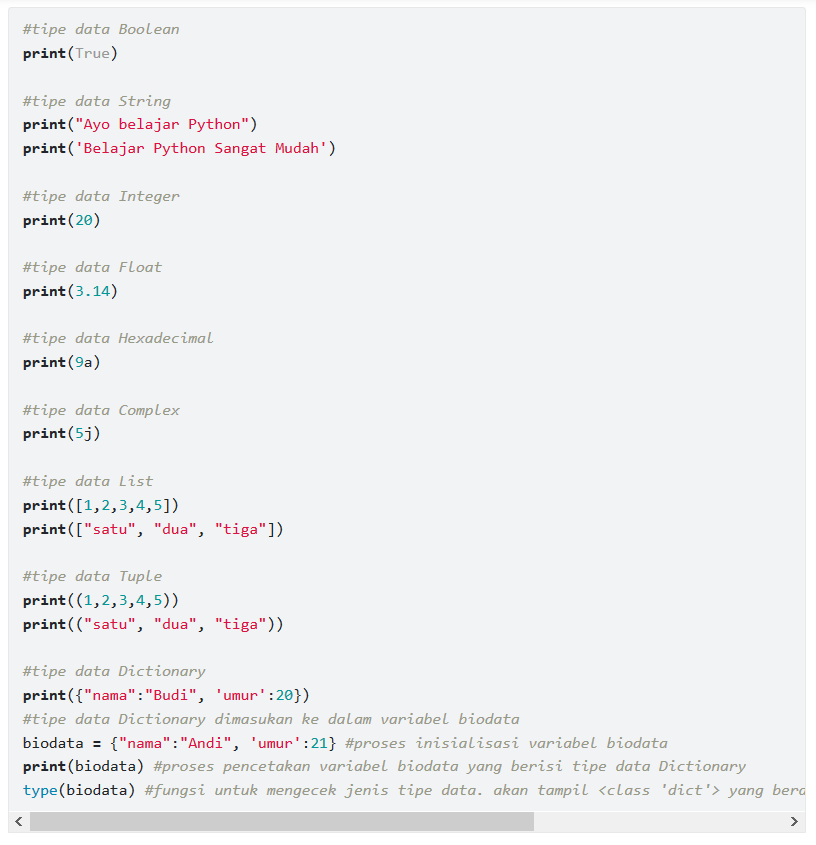 #tipe data Boolean
print(True)
#tipe data String
print("Ayo belajar Python")
print('Belajar Python Sangat Mudah')
#tipe data Integer
print(20)
#tipe data Float
print(3.14)
#tipe data Hexadecimal
print(9a)
#tipe data Complex
print(5j)
#tipe data List
print([1,2,3,4,5])
print(["satu", "dua", "tiga"])
#tipe data Tuple
print((1,2,3,4,5))
print(("satu", "dua", "tiga"))
#tipe data Dictionary
print({"nama":"Budi", 'umur':20})
#tipe data Dictionary dimasukan ke dalam variabel biodata
biodata = {"nama":"Andi", 'umur':21} #proses inisialisasi variabel biodata
print(biodata) #proses pencetakan variabel biodata yang berisi tipe data Dictionary
type(biodata) #fungsi untuk mengecek jenis tipe data. akan tampil <class 'dict'> yang